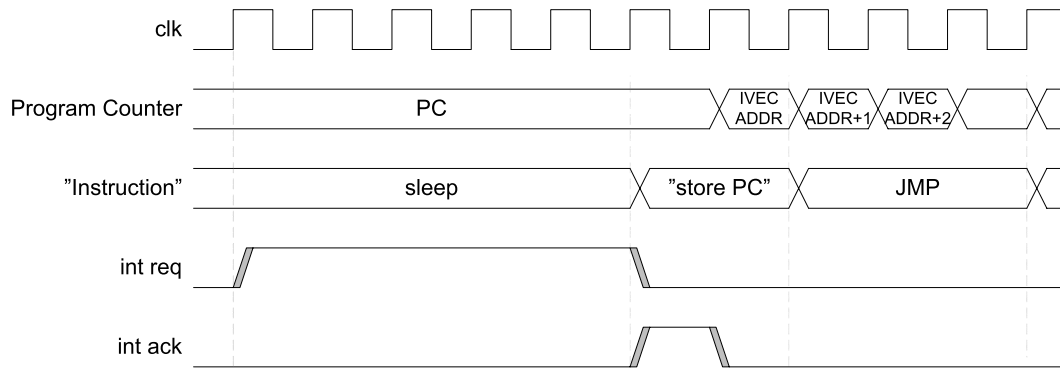 clk
Program Counter
PC
IVEC
ADDR
IVEC
ADDR+1
IVEC
ADDR+2
”Instruction”
sleep
”store PC”
JMP
int req
int ack